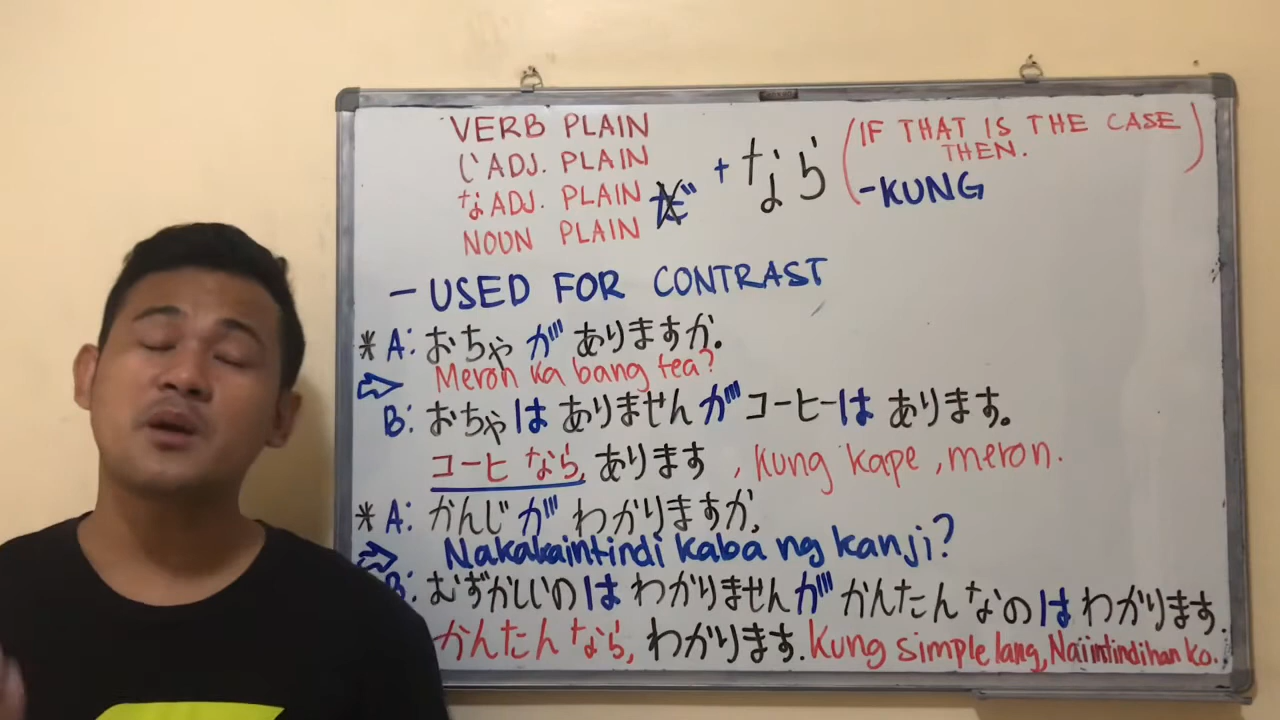 VERB PLAIN
い ADJ. PLAIN
な ADJ. PLAIN だ
NOUN PLAIN
+ なら (IF THAT IS THE CASE THEN.)
-KUNG
- USED FOR CONTRAST
* A: おちゃ が ありますか。
⇨ Meron ka bang tea?
B: おちゃ は ありません が コーヒー は あります。
コーヒ なら, あります , kung kape, meron.
* A: かんじ が わかりますか。
⇨ Nakakaintindi kaba ng kanji?
B: むずかしいの は わかりません が かんたん なの は わかります.
かんたん なら, わかります. Kung simple lang, Naiintindihan ko.